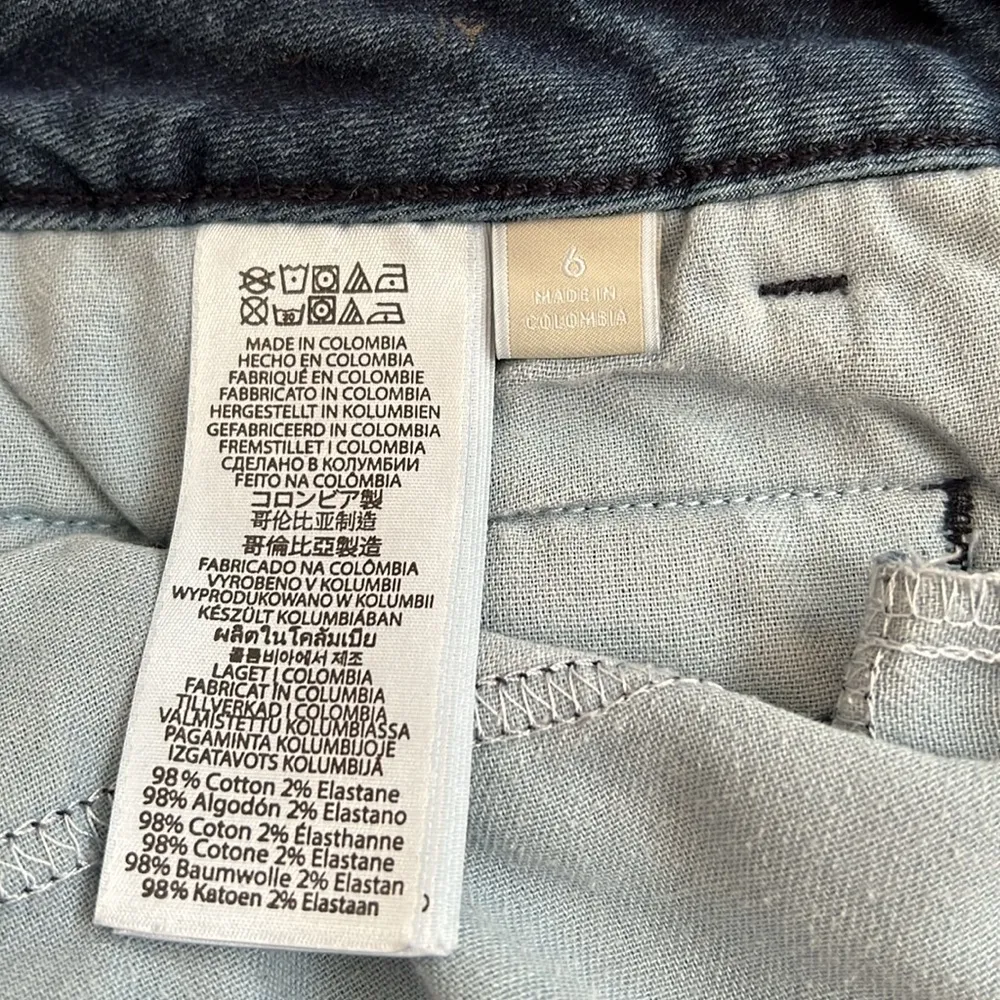 30
MADE IN COLOMBIA
HECHO EN COLOMBIA
FABRIQUÉ EN COLOMBIE
FABBRICATO IN COLOMBIA
HERGESTELLT IN KOLUMBIEN
GEFABRICEERD IN COLOMBIA
FREMSTILLET I COLOMBIA
СДЕЛАНО В КОЛУМБИИ
FEITO NA COLÔMBIA
コロンビア製
哥伦比亚制造
哥倫比亞製造
FABRICADO NA COLÔMBIA
VYROBENO V KOLUMBII
WYPRODUKOWANO W KOLUMBII
KÉSZÜLT KOLUMBIÁBAN
ผลิตในโคลัมเบีย
콜롬비아에서 제조
LAGET I COLOMBIA
FABRICAT ÎN COLUMBIA
TILLVERKAD I COLOMBIA
VALMISTETTU KOLUMBIASSA
PAGAMINTA KOLUMBIJOJE
IZGATAVOTS KOLUMBIJĀ
98% Cotton 2% Elastane
98% Algodón 2% Elastano
98% Coton 2% Élasthanne
98% Cotone 2% Elastane
98% Baumwolle 2% Elastan
98% Katoen 2% Elastaan
6
MADE IN
COLOMBIA